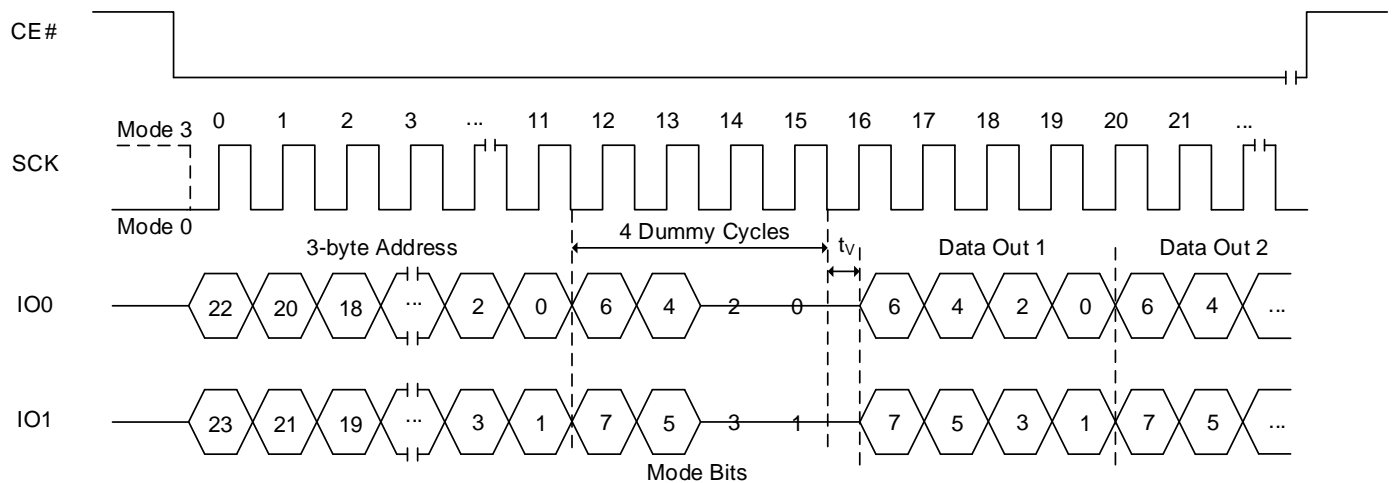 CE#
Mode 3 0 1 2 3 ... 11 12 13 14 15 16 17 18 19 20 21 ...
SCK
Mode 0
3-byte Address 4 Dummy Cycles tV Data Out 1 Data Out 2
IO0 22 20 18 ... 2 0 6 4 2 0 6 4 2 0 6 4 ...
IO1 23 21 19 ... 3 1 7 5 3 1 7 5 3 1 7 5 ...
Mode Bits